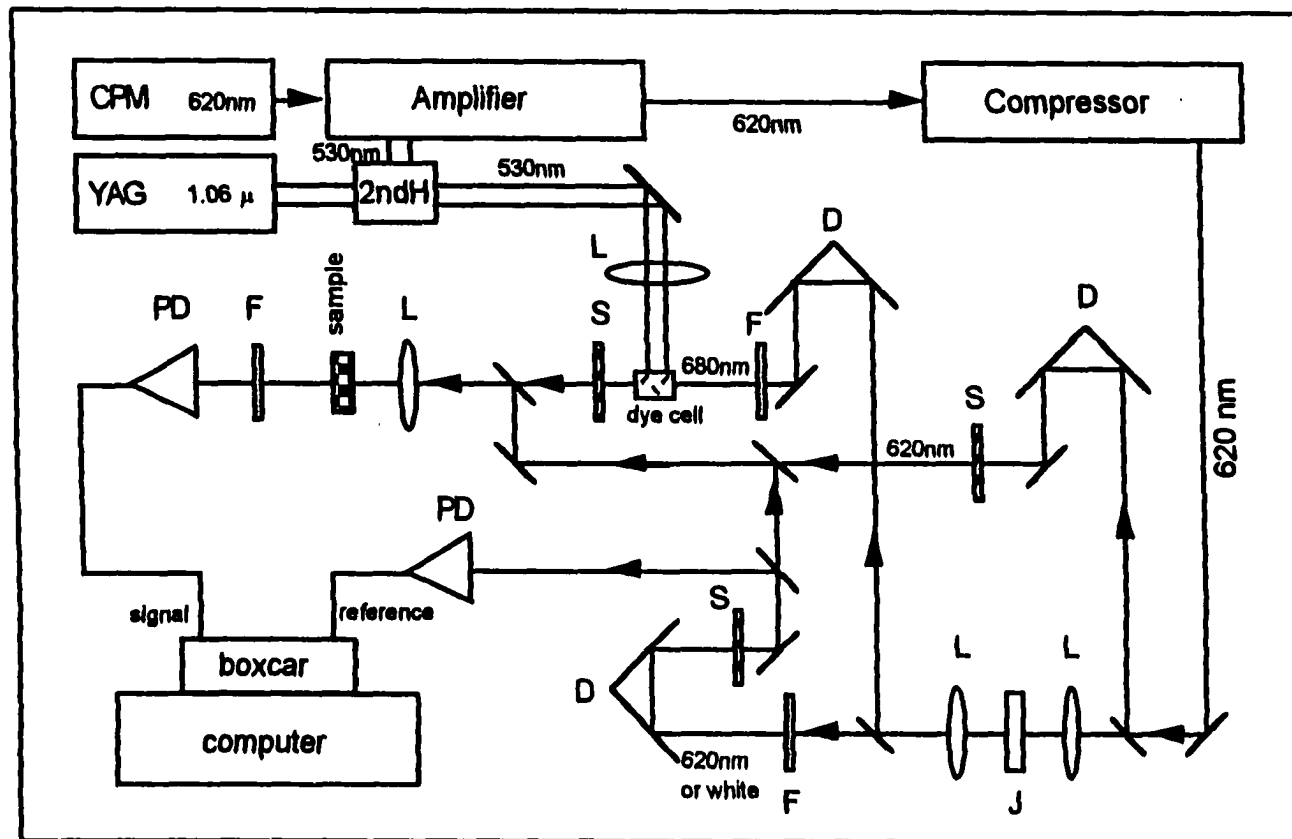 CPM 620nm
Amplifier
620nm
Compressor
530nm
YAG 1.06 μ
2ndH
530nm
L
D
D
PD
F
sample
L
S
680nm
F
dye cell
S
620nm
620 nm
PD
signal
reference
S
boxcar
D
computer
620nm
or white
F
L
J
L